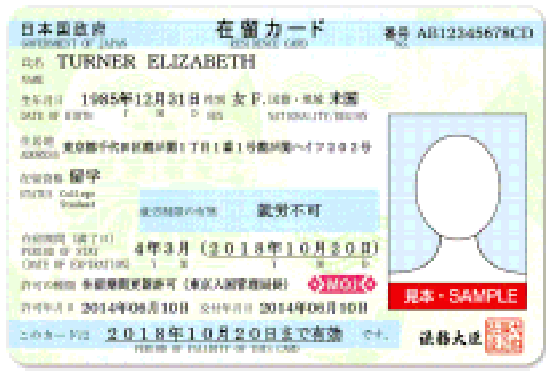 日本国政府 在留カード 番号 AB12345678CD
GOVERNMENT OF JAPAN RESIDENCE CARD NO.
氏名 TURNER ELIZABETH
NAME
生年月日 1985年12月31日 性別 女 F. 国籍・地域 米国
DATE OF BIRTH Y M D SEX NATIONALITY/REGION
住居地 東京都千代田区霞が関1丁目1番1号霞が関ハイツ202号
ADDRESS
在留資格 留学
STATUS College
Student
就労制限の有無 就労不可
在留期間(満了日) 4年3月 (2018年10月20日)
PERIOD OF STAY
(DATE OF EXPIRATION) Y M Y M D
許可の種類 在留期間更新許可 (東京入国管理局長) MOJ
許可年月日 2014年06月10日 交付年月日 2014年06月10日
見本・SAMPLE
このカードは 2018年10月20日まで有効 です。
PERIOD OF VALIDITY OF THIS CARD
法務大臣